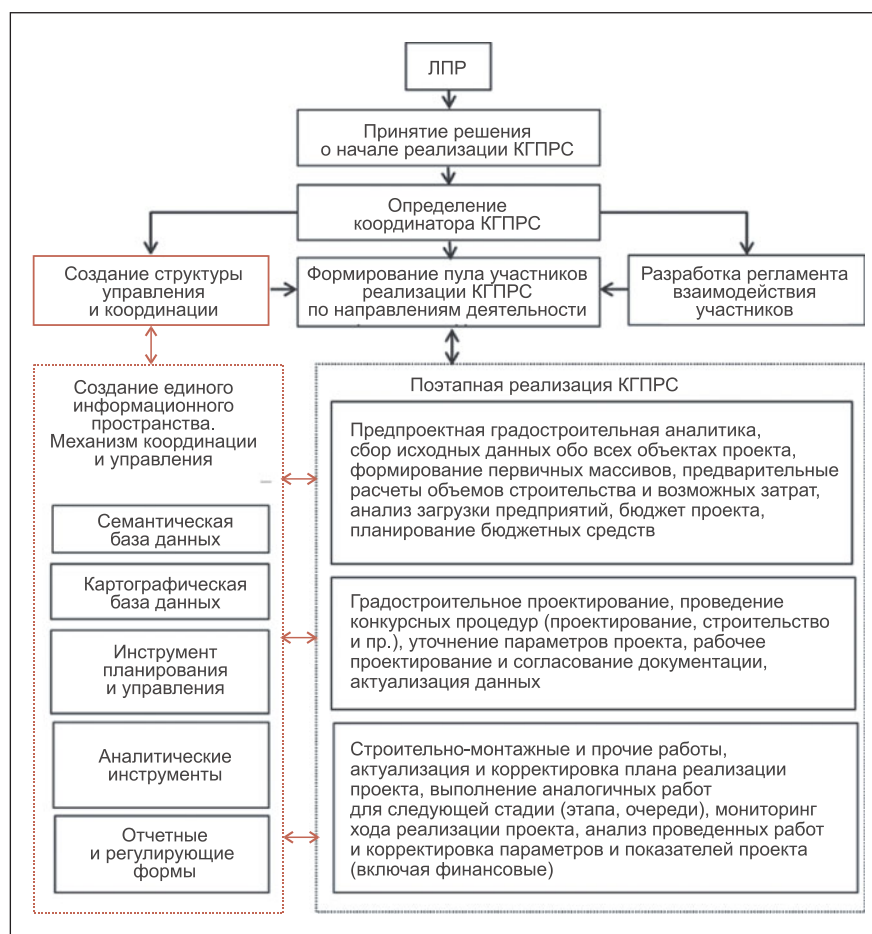 ЛПР
Принятие решения
о начале реализации КГПРС
Определение
координатора КГПРС
Создание структуры
управления
и координации
Формирование пула участников
реализации КГПРС
по направлениям деятельности
Разработка регламента
взаимодействия
участников
Создание единого
информационного
пространства.
Механизм координации
и управления
Семантическая
база данных
Картографическая
база данных
Инструмент
планирования
и управления
Аналитические
инструменты
Отчетные
и регулирующие
формы
Поэтапная реализация КГПРС
Предпроектная градостроительная аналитика,
сбор исходных данных обо всех объектах проекта,
формирование первичных массивов, предварительные
расчеты объемов строительства и возможных затрат,
анализ загрузки предприятий, бюджет проекта,
планирование бюджетных средств
Градостроительное проектирование, проведение
конкурсных процедур (проектирование, строительство
и пр.), уточнение параметров проекта, рабочее
проектирование и согласование документации,
актуализация данных
Строительно-монтажные и прочие работы,
актуализация и корректировка плана реализации
проекта, выполнение аналогичных работ
для следующей стадии (этапа, очереди), мониторинг
хода реализации проекта, анализ проведенных работ
и корректировка параметров и показателей проекта
(включая финансовые)